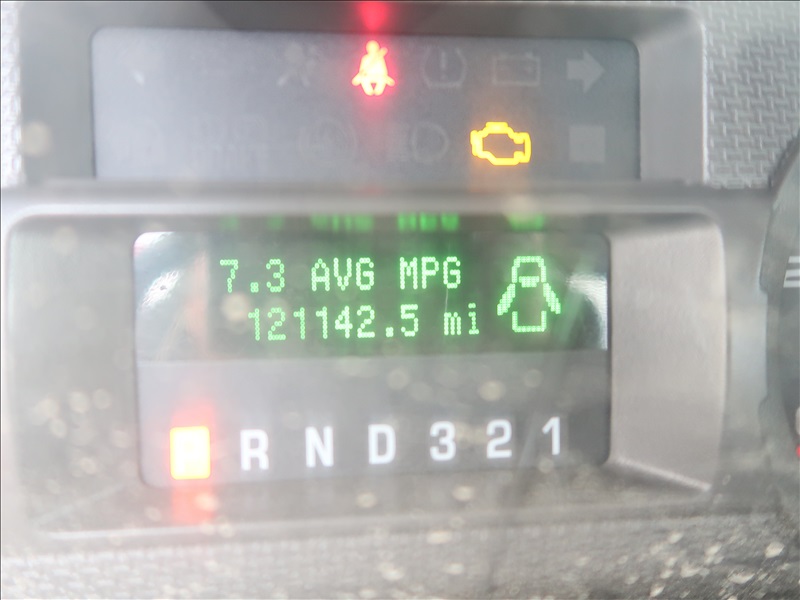 7.3 AVG MPG
121142.5 mi
P R N D 3 2 1